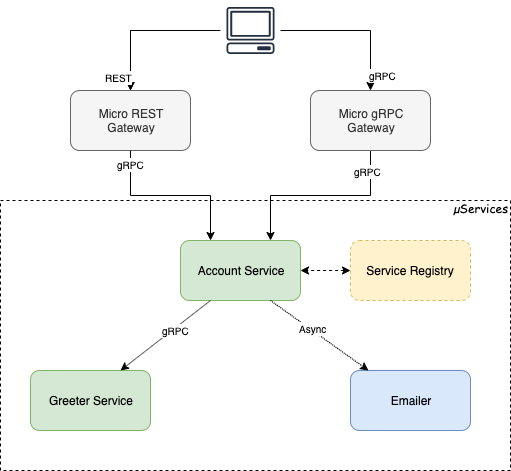 REST
gRPC
Micro REST
Gateway
Micro gRPC
Gateway
gRPC
gRPC
µServices
Account Service
Service Registry
gRPC
Async
Greeter Service
Emailer